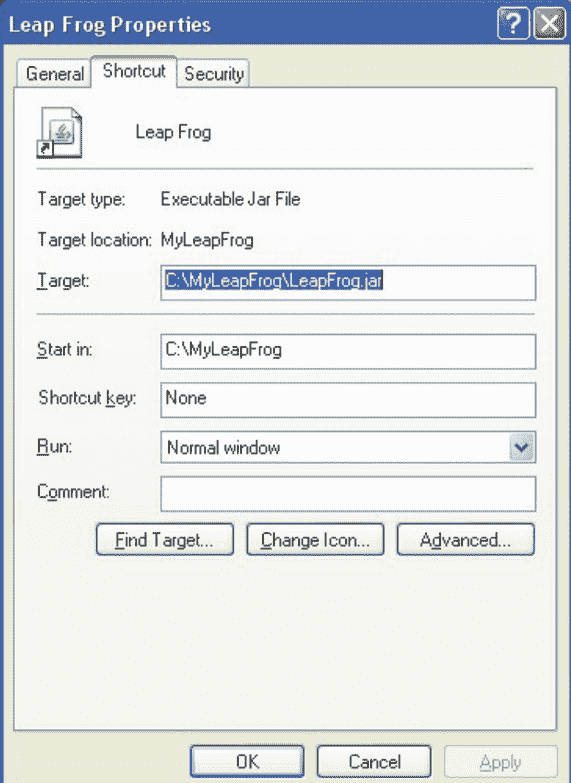 Leap Frog Properties
General Shortcut Security
Leap Frog
Target type: Executable Jar File
Target location: MyLeapFrog
Target: C:\MyLeapFrog\LeapFrog.jar
Start in: C:\MyLeapFrog
Shortcut key: None
Run: Normal window
Comment:
Find Target... Change Icon... Advanced...
OK Cancel Apply